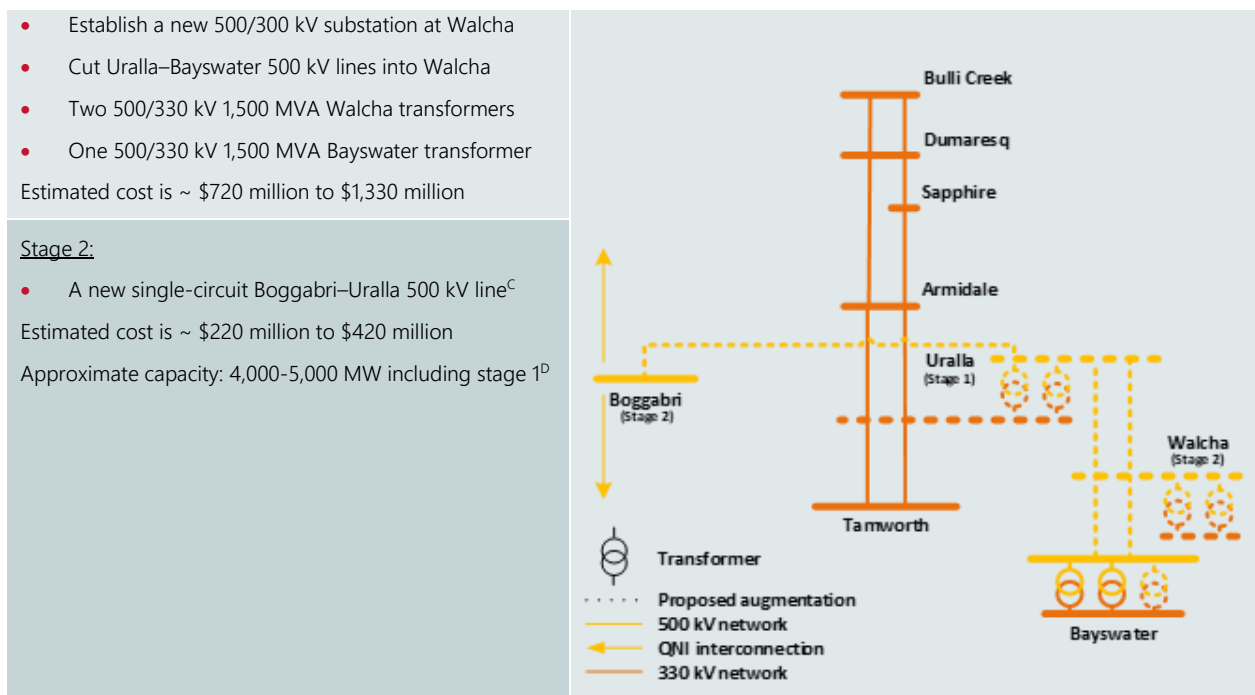 • Establish a new 500/300 kV substation at Walcha
• Cut Uralla–Bayswater 500 kV lines into Walcha
• Two 500/330 kV 1,500 MVA Walcha transformers
• One 500/330 kV 1,500 MVA Bayswater transformer
Estimated cost is ~ $720 million to $1,330 million
Stage 2:
• A new single-circuit Boggabri–Uralla 500 kV lineᶜ
Estimated cost is ~ $220 million to $420 million
Approximate capacity: 4,000-5,000 MW including stage 1ᴰ
Bulli Creek
Dumaresq
Sapphire
Armidale
Uralla
(Stage 1)
Boggabri
(Stage 2)
Walcha
(Stage 2)
Tamworth
Bayswater
Transformer
Proposed augmentation
500 kV network
QNI interconnection
330 kV network